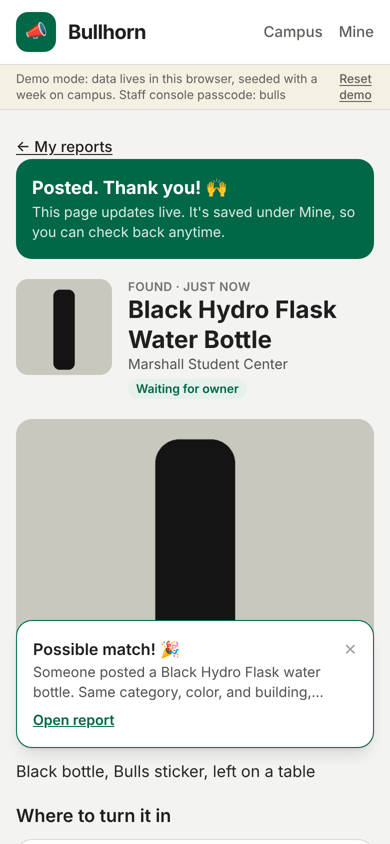 📣 Bullhorn
Campus Mine
Demo mode: data lives in this browser, seeded with a
week on campus. Staff console passcode: bulls
Reset
demo
← My reports
Posted. Thank you! 🙌
This page updates live. It's saved under Mine, so
you can check back anytime.
FOUND · JUST NOW
Black Hydro Flask
Water Bottle
Marshall Student Center
Waiting for owner
Possible match! 🎉
×
Someone posted a Black Hydro Flask water
bottle. Same category, color, and building,...
Open report
Black bottle, Bulls sticker, left on a table
Where to turn it in